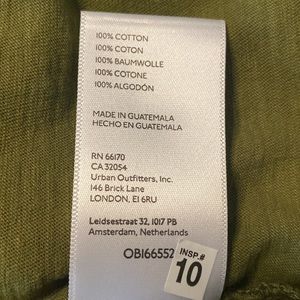 100% COTTON
100% COTON
100% BAUMWOLLE
100% COTONE
100% ALGODÓN
MADE IN GUATEMALA
HECHO EN GUATEMALA
RN 66170
CA 32054
Urban Outfitters, Inc.
146 Brick Lane
LONDON, E1 6RU
Leidsestraat 32, 1017 PB
Amsterdam, Netherlands
OB166552
INSP.#
10